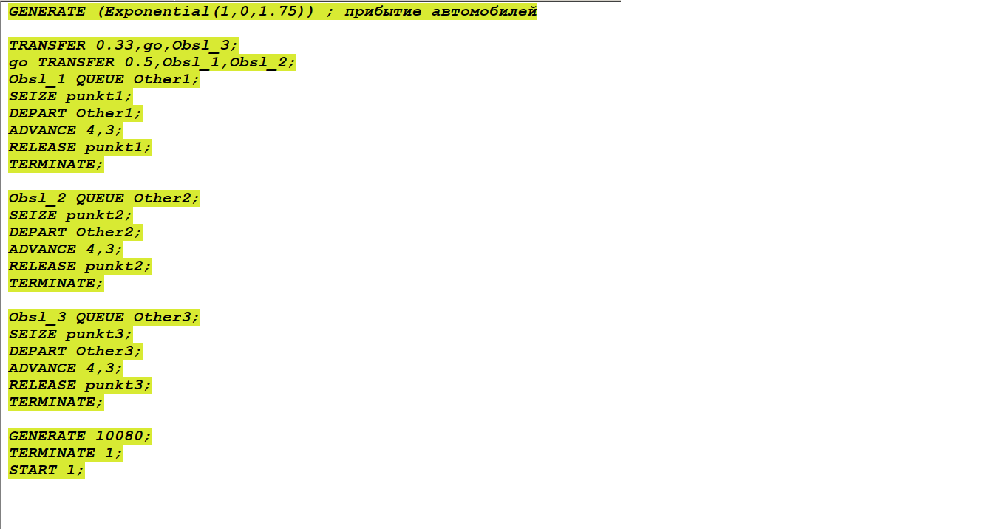 GENERATE (Exponential(1,0,1.75)) ; прибытие автомобилей
TRANSFER 0.33,go,Obsl_3;
go TRANSFER 0.5,Obsl_1,Obsl_2;
Obsl_1 QUEUE Other1;
SEIZE punkt1;
DEPART Other1;
ADVANCE 4,3;
RELEASE punkt1;
TERMINATE;
Obsl_2 QUEUE Other2;
SEIZE punkt2;
DEPART Other2;
ADVANCE 4,3;
RELEASE punkt2;
TERMINATE;
Obsl_3 QUEUE Other3;
SEIZE punkt3;
DEPART Other3;
ADVANCE 4,3;
RELEASE punkt3;
TERMINATE;
GENERATE 10080;
TERMINATE 1;
START 1;